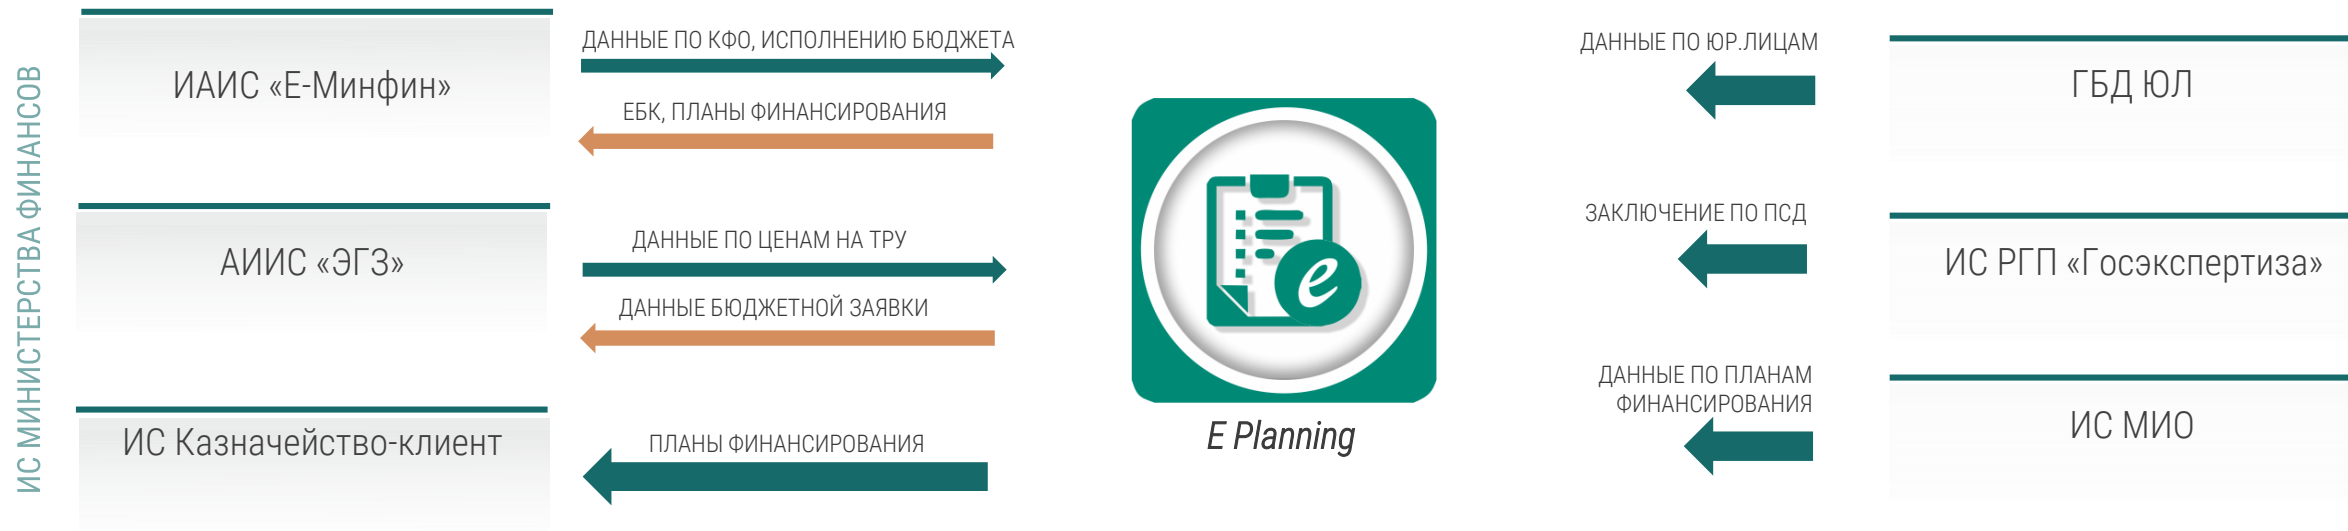 ИС МИНИСТЕРСТВА ФИНАНСОВ
ИАИС «Е-Минфин»
ДАННЫЕ ПО КФО, ИСПОЛНЕНИЮ БЮДЖЕТА
ЕБК, ПЛАНЫ ФИНАНСИРОВАНИЯ
АИИС «ЭГЗ»
ДАННЫЕ ПО ЦЕНАМ НА ТРУ
ДАННЫЕ БЮДЖЕТНОЙ ЗАЯВКИ
ИС Казначейство-клиент
ПЛАНЫ ФИНАНСИРОВАНИЯ
e
E Planning
ДАННЫЕ ПО ЮР.ЛИЦАМ
ГБД ЮЛ
ЗАКЛЮЧЕНИЕ ПО ПСД
ИС РГП «Госэкспертиза»
ДАННЫЕ ПО ПЛАНАМ
ФИНАНСИРОВАНИЯ
ИС МИО